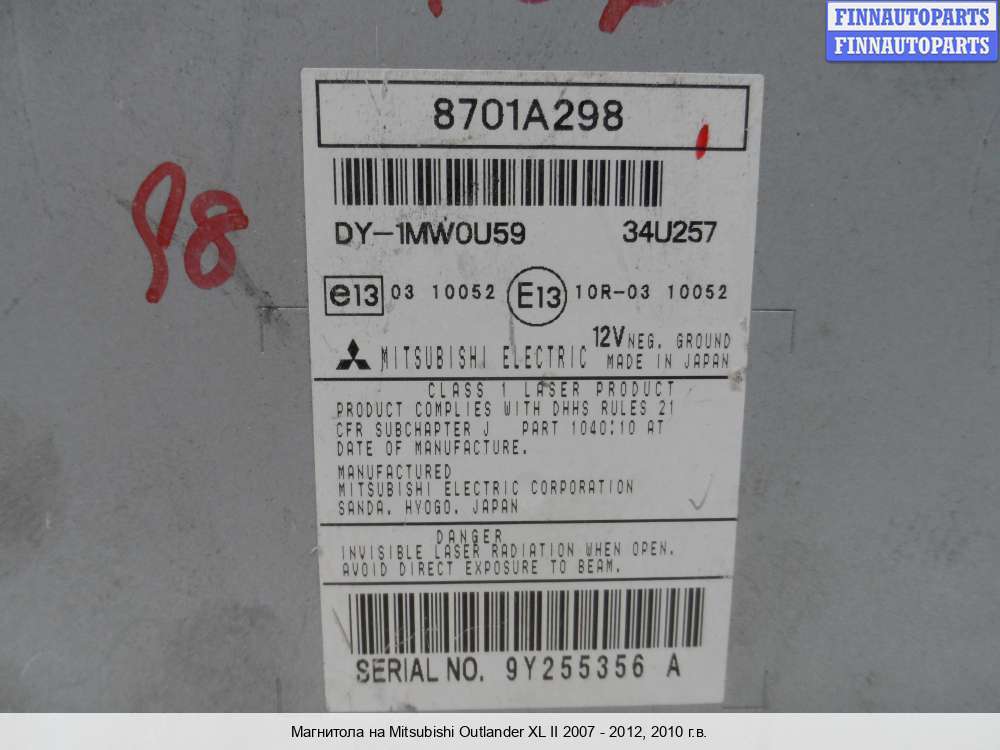 FINNAUTOPARTS
FINNAUTOPARTS
8701A298
98
DY-1MW0U59 34U257
e13 03 10052 E13 10R-03 10052
12V NEG. GROUND
MITSUBISHI ELECTRIC MADE IN JAPAN
CLASS 1 LASER PRODUCT
PRODUCT COMPLIES WITH DHHS RULES 21
CFR SUBCHAPTER J PART 1040:10 AT
DATE OF MANUFACTURE.
MANUFACTURED
MITSUBISHI ELECTRIC CORPORATION
SANDA, HYOGO, JAPAN
DANGER
INVISIBLE LASER RADIATION WHEN OPEN.
AVOID DIRECT EXPOSURE TO BEAM.
SERIAL NO. 9Y255356 A
Магнитола на Mitsubishi Outlander XL II 2007 - 2012, 2010 г.в.